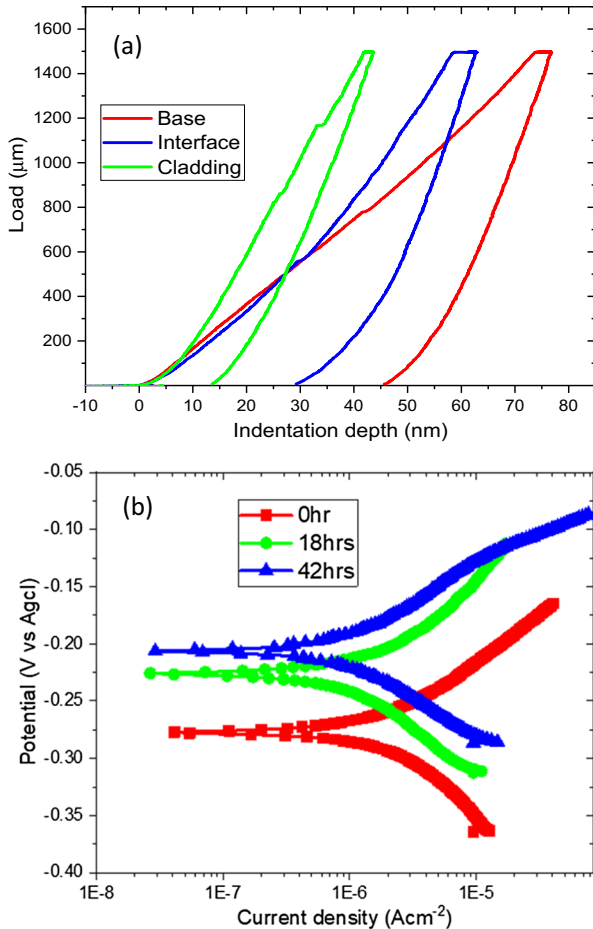 (a)
1600
1400
1200
1000
800
600
400
200
Load (μm)
Base
Interface
Cladding
-10 0 10 20 30 40 50 60 70 80
Indentation depth (nm)
(b)
-0.05
-0.10
-0.15
-0.20
-0.25
-0.30
-0.35
-0.40
Potential (V vs Agcl)
0hr
18hrs
42hrs
1E-8 1E-7 1E-6 1E-5
Current density (Acm⁻²)